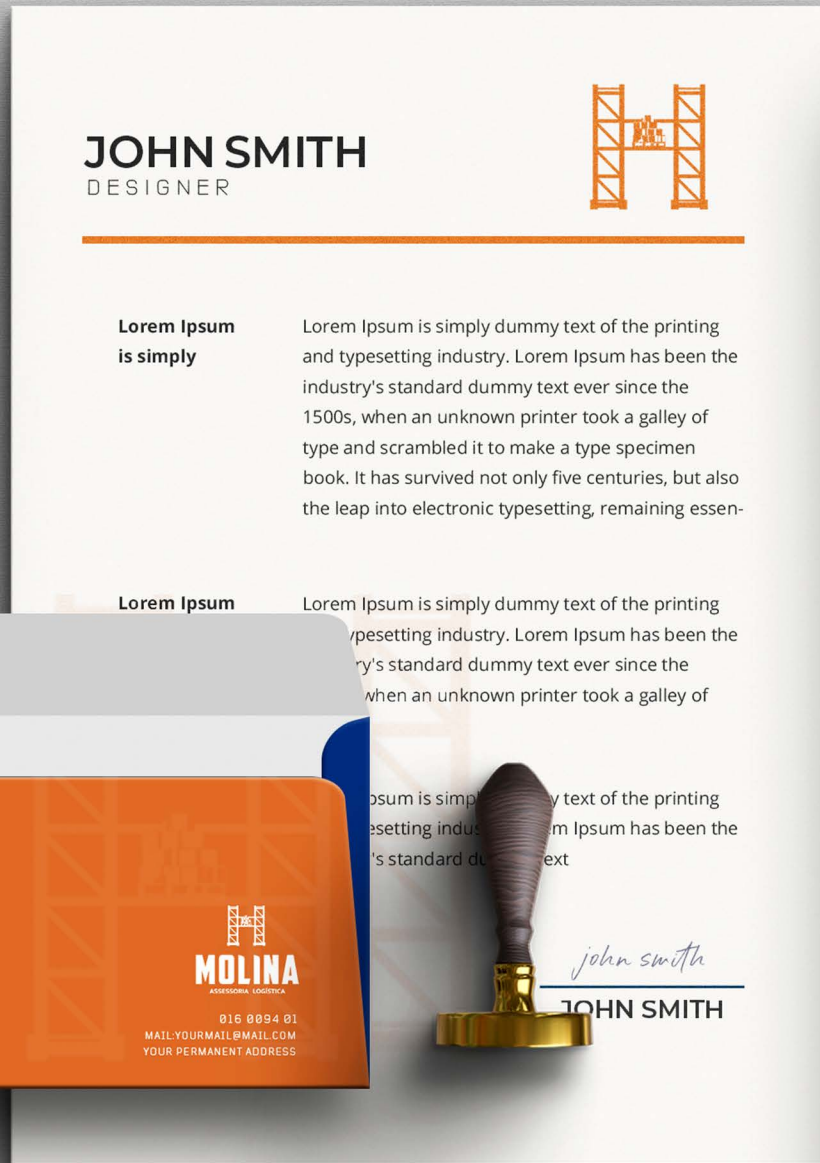 JOHN SMITH
DESIGNER
Lorem Ipsum
is simply
Lorem Ipsum is simply dummy text of the printing
and typesetting industry. Lorem Ipsum has been the
industry's standard dummy text ever since the
1500s, when an unknown printer took a galley of
type and scrambled it to make a type specimen
book. It has survived not only five centuries, but also
the leap into electronic typesetting, remaining essen-
Lorem Ipsum
Lorem Ipsum is simply dummy text of the printing
ypesetting industry. Lorem Ipsum has been the
ry's standard dummy text ever since the
when an unknown printer took a galley of
psum is simp y text of the printing
esetting indus m Ipsum has been the
's standard du ext
john smith
JOHN SMITH
MOLINA
ASSESSORIA LOGÍSTICA
016 0094 01
MAIL:YOURMAIL@MAIL.COM
YOUR PERMANENT ADDRESS